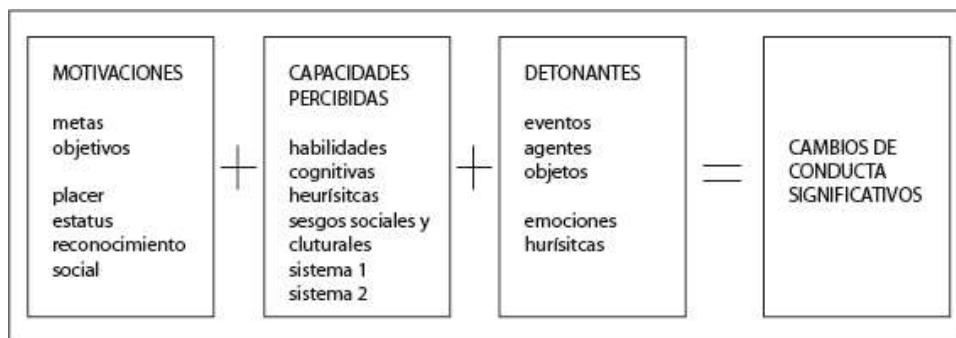 MOTIVACIONES
metas
objetivos
placer
estatus
reconocimiento
social
+
CAPACIDADES
PERCIBIDAS
habilidades
cognitivas
heurísitcas
sesgos sociales y
cluturales
sistema 1
sistema 2
+
DETONANTES
eventos
agentes
objetos
emociones
hurísitcas
=
CAMBIOS DE
CONDUCTA
SIGNIFICATIVOS